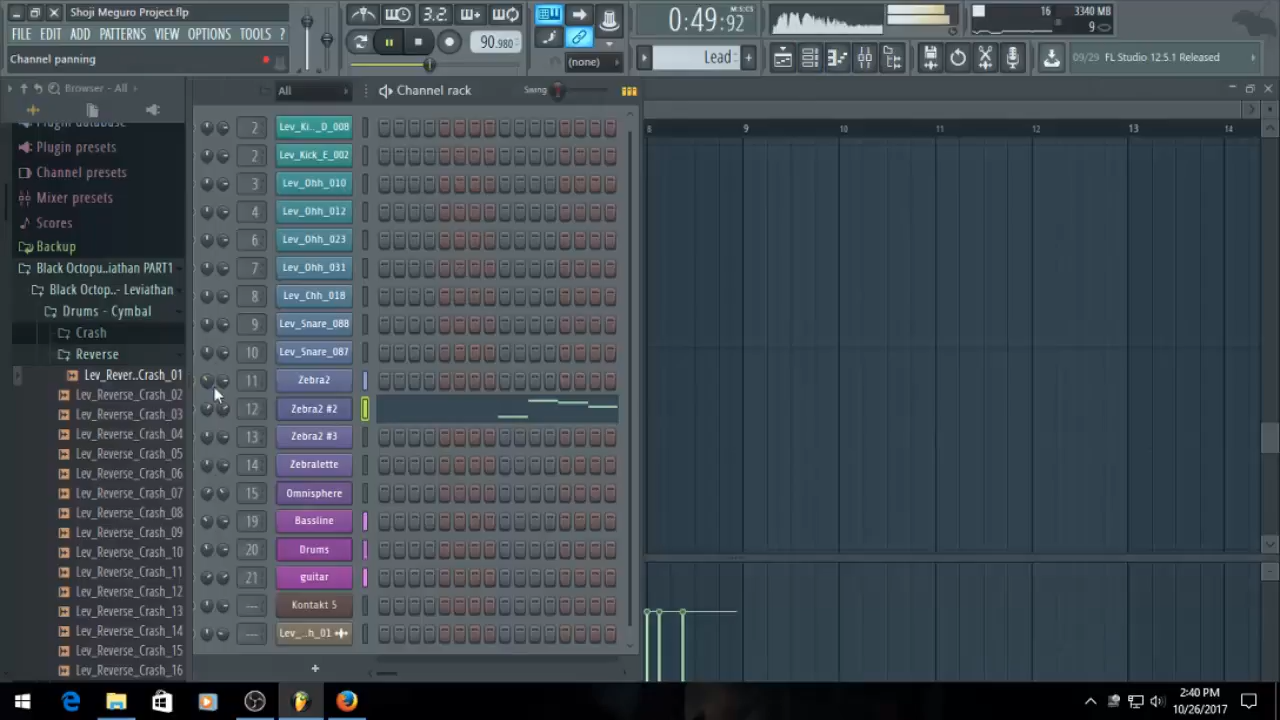 Shoji Meguro Project.flp
FILE EDIT ADD PATTERNS VIEW OPTIONS TOOLS ?
Channel panning
3.2
90.980
0:49:92
M:S:CS
16
3340 MB
9
(none)
Lead
09/29 FL Studio 12.5.1 Released
Browser - All
Plugin database
Plugin presets
Channel presets
Mixer presets
Scores
Backup
Black Octopu..iathan PART1
Black Octop..- Leviathan
Drums - Cymbal
Crash
Reverse
Lev_Rever..Crash_01
Lev_Reverse_Crash_02
Lev_Reverse_Crash_03
Lev_Reverse_Crash_04
Lev_Reverse_Crash_05
Lev_Reverse_Crash_06
Lev_Reverse_Crash_07
Lev_Reverse_Crash_08
Lev_Reverse_Crash_09
Lev_Reverse_Crash_10
Lev_Reverse_Crash_11
Lev_Reverse_Crash_12
Lev_Reverse_Crash_13
Lev_Reverse_Crash_14
Lev_Reverse_Crash_15
Lev_Reverse_Crash_16
All
Channel rack
Swing
2 Lev_Ki.._D_008
2 Lev_Kick_E_002
3 Lev_Ohh_010
4 Lev_Ohh_012
6 Lev_Ohh_023
7 Lev_Ohh_031
8 Lev_Chh_018
9 Lev_Snare_088
10 Lev_Snare_087
11 Zebra2
12 Zebra2 #2
13 Zebra2 #3
14 Zebralette
15 Omnisphere
19 Bassline
20 Drums
21 guitar
--- Kontakt 5
--- Lev_..h_01
+
8 9 10 11 12 13 14
2:40 PM
10/26/2017